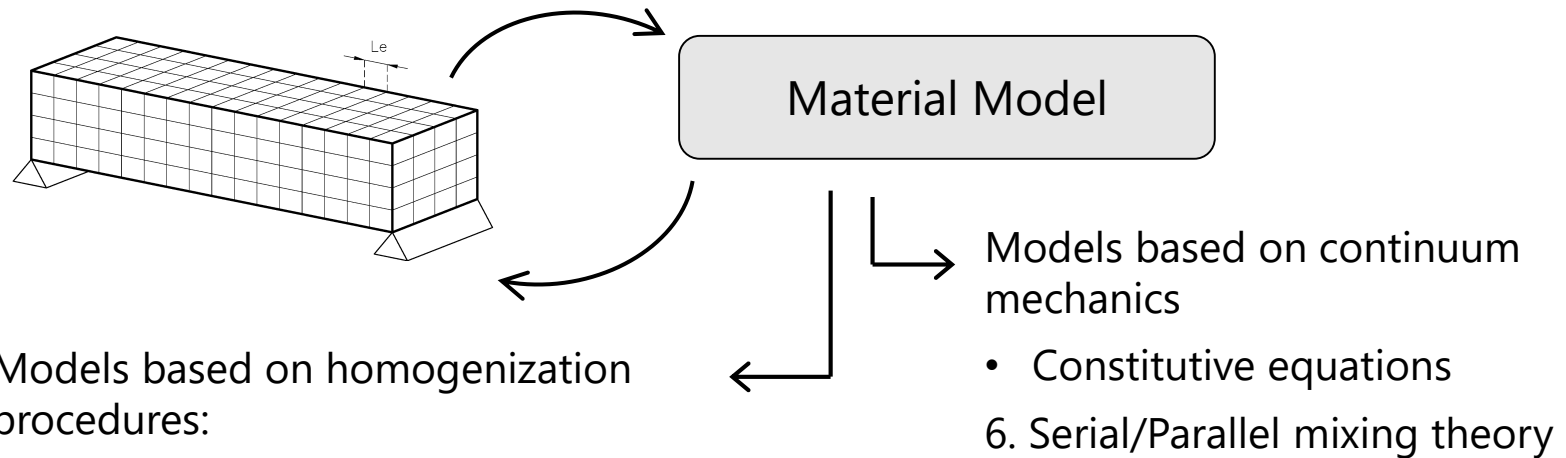 Le
Material Model
Models based on continuum
mechanics
• Constitutive equations
6. Serial/Parallel mixing theory
Models based on homogenization
procedures: